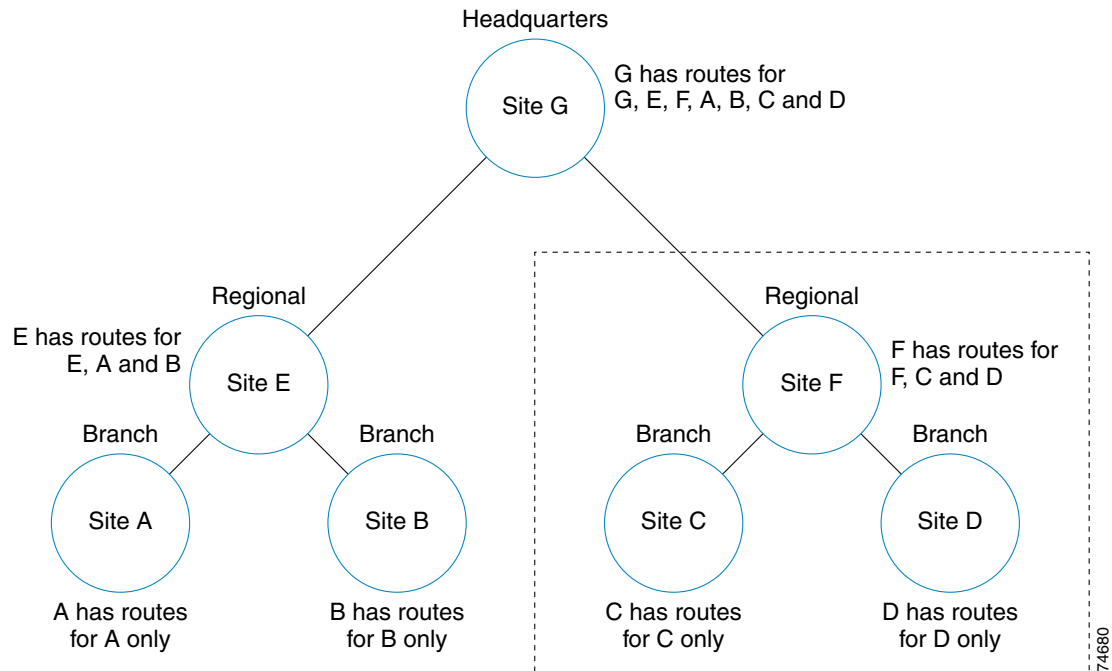 Headquarters
Site G
G has routes for
G, E, F, A, B, C and D
Regional
E has routes for
E, A and B
Site E
Regional
Site F
F has routes for
F, C and D
Branch
Site A
A has routes
for A only
Branch
Site B
B has routes
for B only
Branch
Site C
C has routes
for C only
Branch
Site D
D has routes
for D only
74680